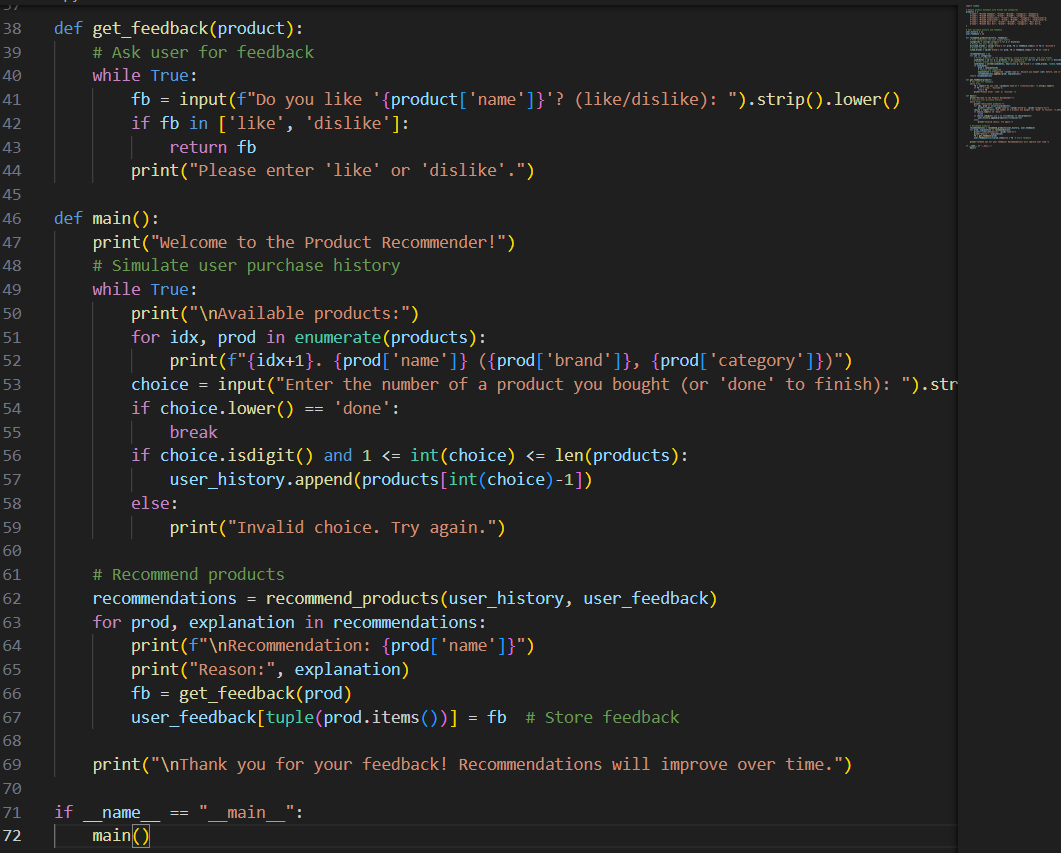 37
38 def get_feedback(product):
39     # Ask user for feedback
40     while True:
41         fb = input(f"Do you like '{product['name']}'? (like/dislike): ").strip().lower()
42         if fb in ['like', 'dislike']:
43             return fb
44         print("Please enter 'like' or 'dislike'.")
45
46 def main():
47     print("Welcome to the Product Recommender!")
48     # Simulate user purchase history
49     while True:
50         print("\nAvailable products:")
51         for idx, prod in enumerate(products):
52             print(f"{idx+1}. {prod['name']} ({prod['brand']}, {prod['category']})")
53         choice = input("Enter the number of a product you bought (or 'done' to finish): ").str
54         if choice.lower() == 'done':
55             break
56         if choice.isdigit() and 1 <= int(choice) <= len(products):
57             user_history.append(products[int(choice)-1])
58         else:
59             print("Invalid choice. Try again.")
60
61     # Recommend products
62     recommendations = recommend_products(user_history, user_feedback)
63     for prod, explanation in recommendations:
64         print(f"\nRecommendation: {prod['name']}")
65         print("Reason:", explanation)
66         fb = get_feedback(prod)
67         user_feedback[tuple(prod.items())] = fb  # Store feedback
68
69     print("\nThank you for your feedback! Recommendations will improve over time.")
70
71 if __name__ == "__main__":
72     main()